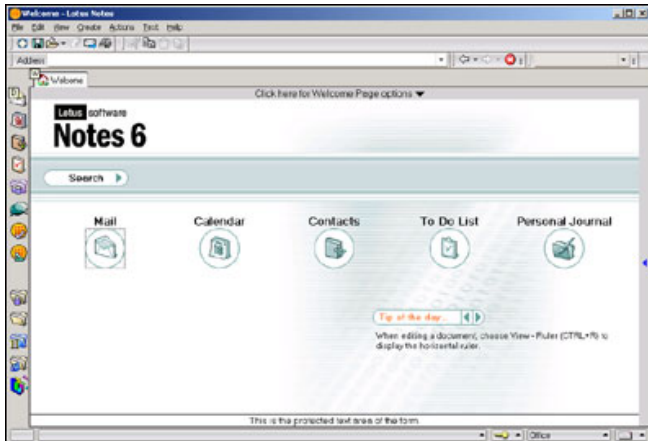 Welcome - Lotus Notes
File Edit View Create Actions Text Help
Address
Welcome
Click here for Welcome Page options
Lotus software
Notes 6
Search
Mail Calendar Contacts To Do List Personal Journal
Tip of the day...
When editing a document, choose View - Ruler (CTRL+R) to
display the horizontal ruler.
This is the protected text area of the form
Office